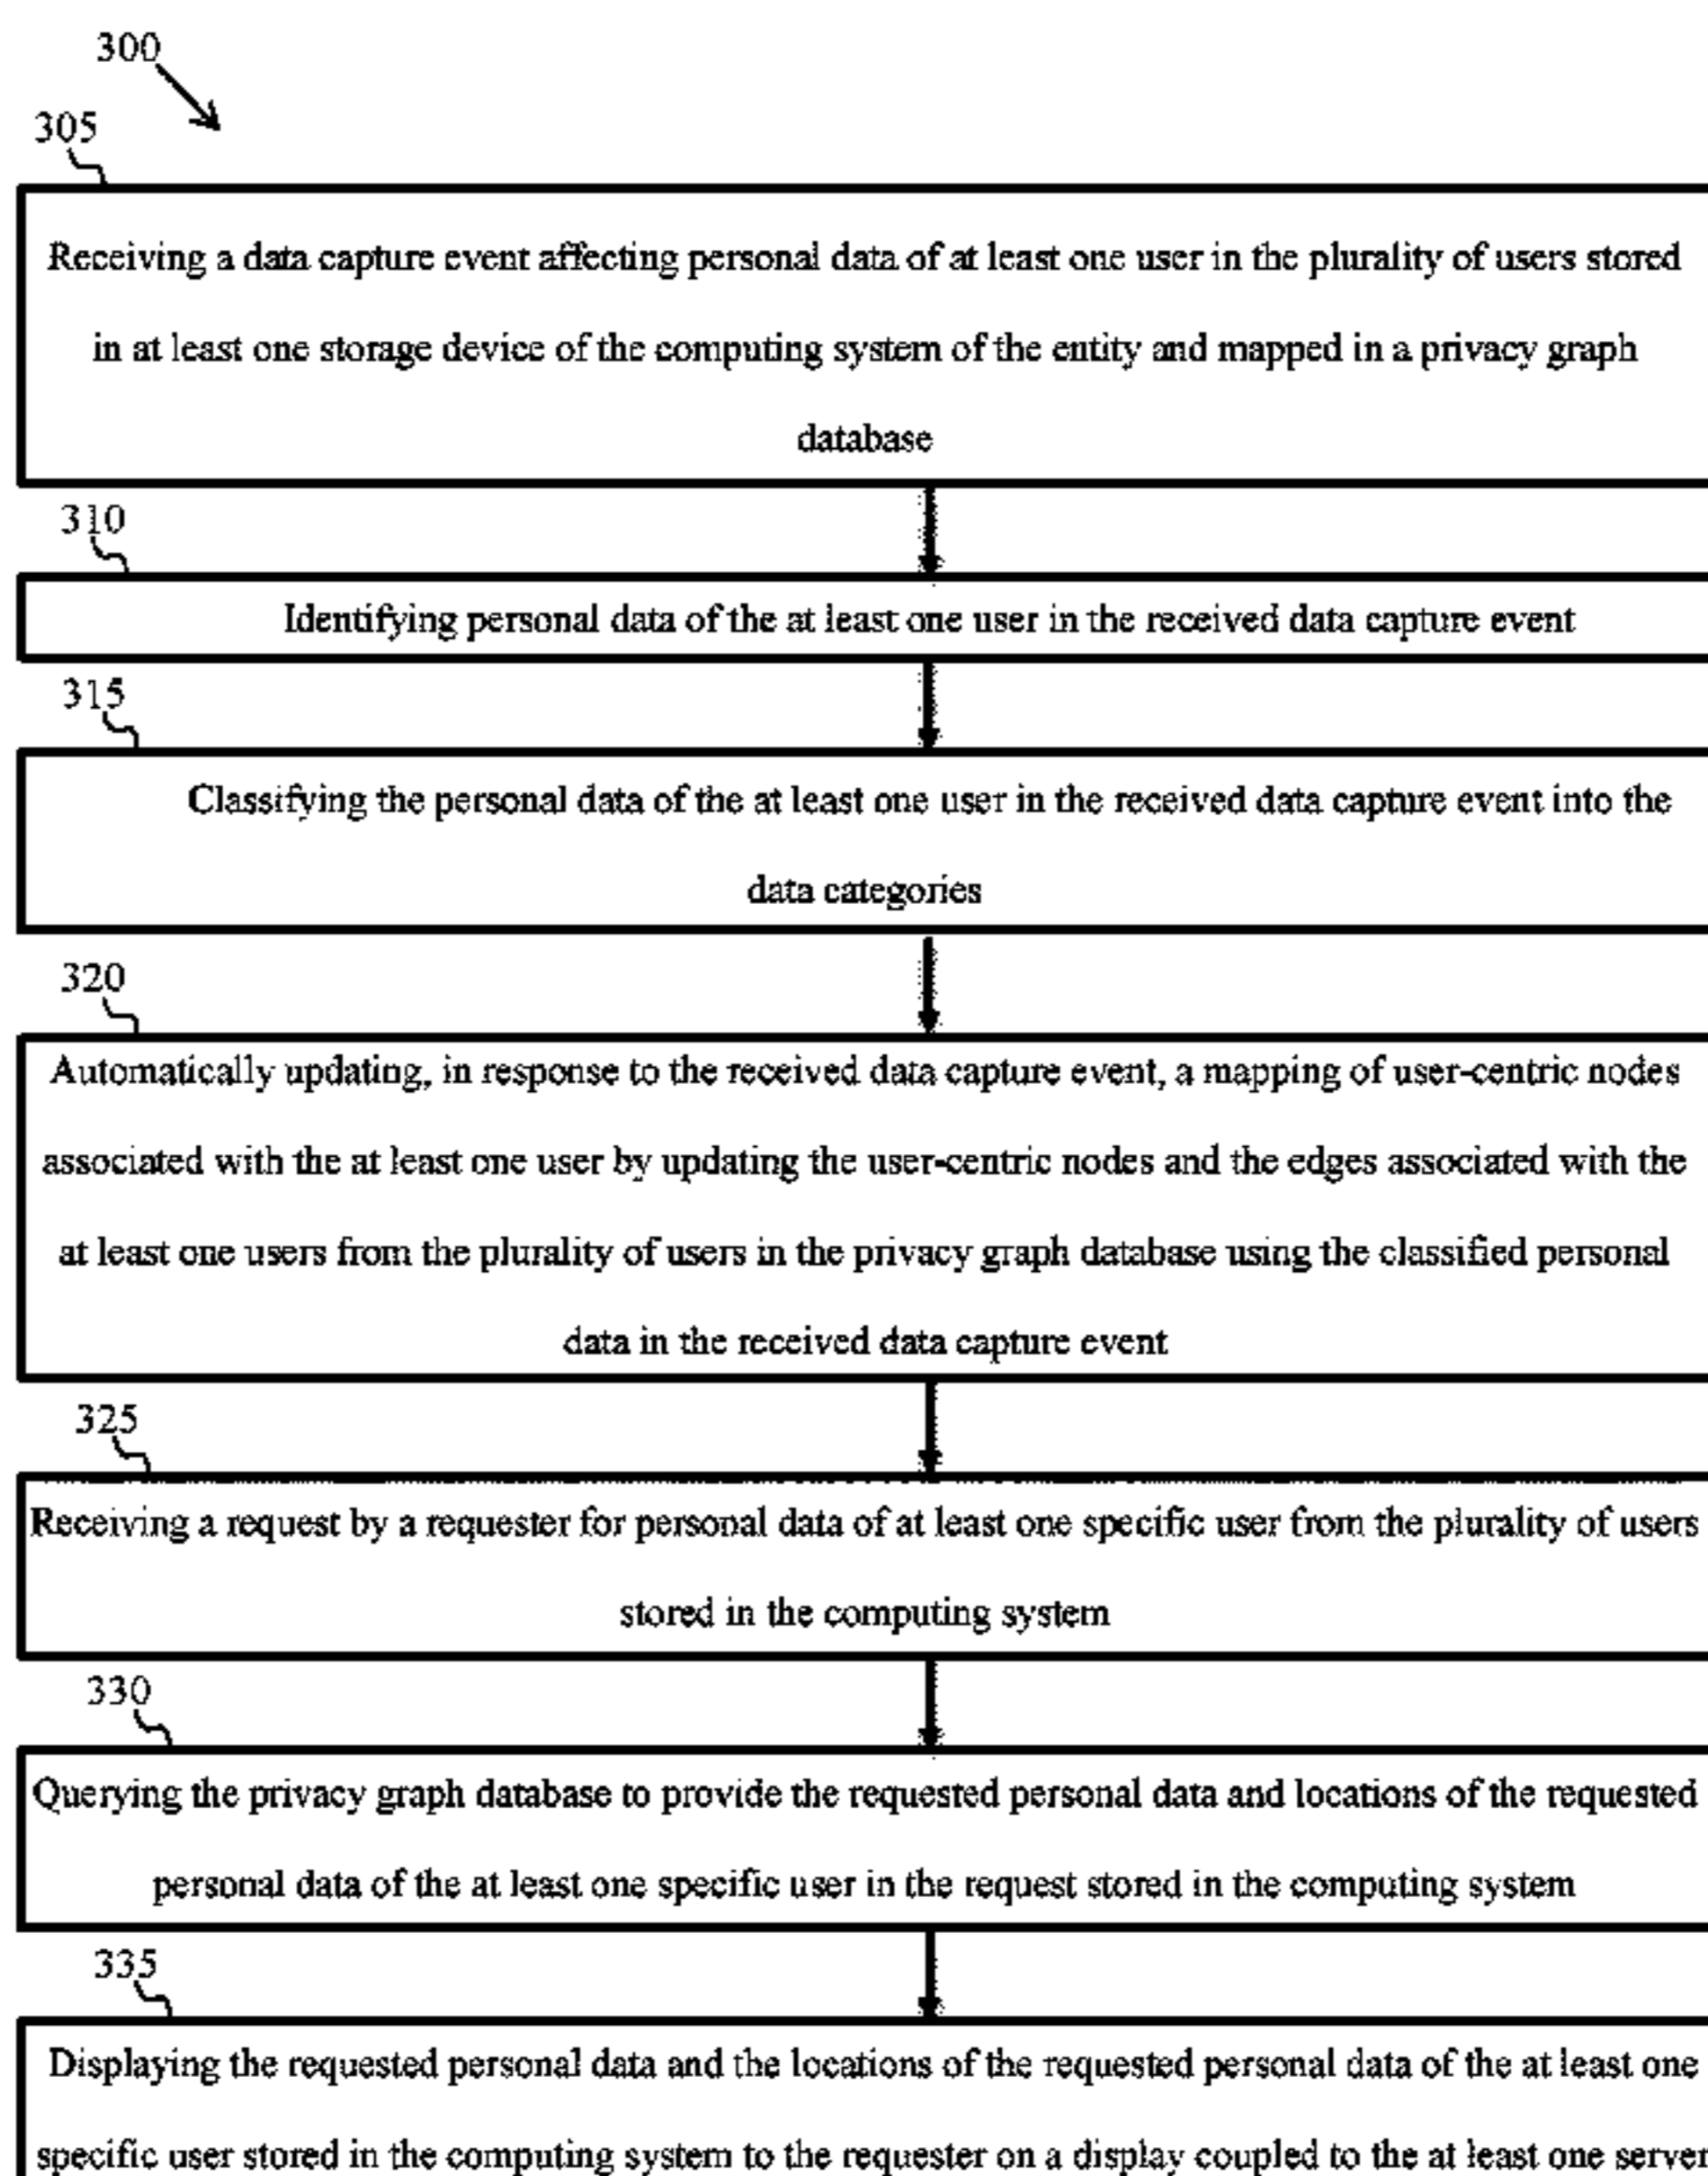 300
305
Receiving a data capture event affecting personal data of at least one user in the plurality of users stored
in at least one storage device of the computing system of the entity and mapped in a privacy graph
database
310
Identifying personal data of the at least one user in the received data capture event
315
Classifying the personal data of the at least one user in the received data capture event into the
data categories
320
Automatically updating, in response to the received data capture event, a mapping of user-centric nodes
associated with the at least one user by updating the user-centric nodes and the edges associated with the
at least one users from the plurality of users in the privacy graph database using the classified personal
data in the received data capture event
325
Receiving a request by a requester for personal data of at least one specific user from the plurality of users
stored in the computing system
330
Querying the privacy graph database to provide the requested personal data and locations of the requested
personal data of the at least one specific user in the request stored in the computing system
335
Displaying the requested personal data and the locations of the requested personal data of the at least one
specific user stored in the computing system to the requester on a display coupled to the at least one server